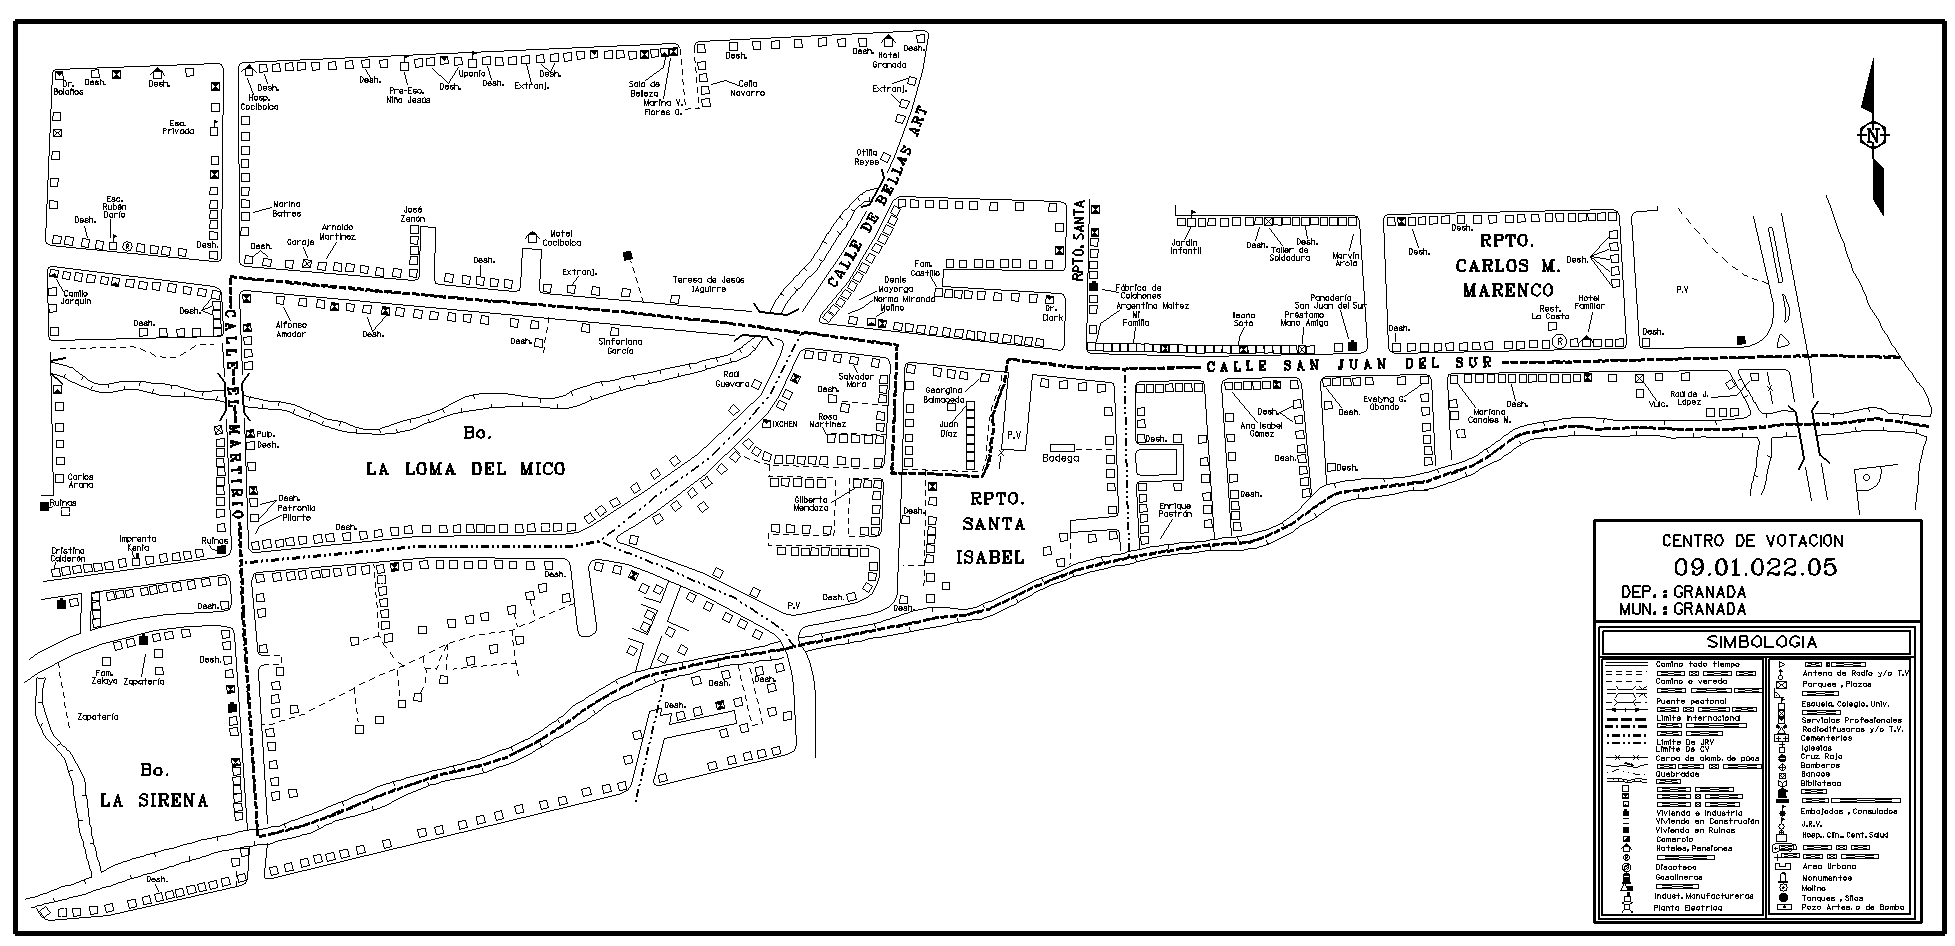 Dr.
Bolaños
Desh.
Desh.
Esc.
Privada
Esc.
Rubén
Darío
Desh.
Desh.
Hosp.
Cocibolca
Desh.
Desh.
Pre-Esc.
Niño Jesús
Desh.
Desh.
Extranj.
Desh.
Sala de
Belleza
Marina V.
Flores G.
Desh.
Celia
Navarro
Desh.
Hotel
Granada
Desh.
Extranj.
Otilia
Reyes
CALLE DE BELLAS ART
Marina
Batres
Desh.
Garaje
Arnoldo
Martínez
José
Zenón
Desh.
Motel
Cocibolca
Extranj.
Teresa de Jesús
Aguirre
Camilo
Jarquín
Desh.
Desh.
CALLE EL MARTIRIO
Alfonso
Amador
Desh.
Desh.
Sinforiana
García
Denis
Mayorga
Norma Miranda
Molino
Fam.
Castillo
Dr.
Clark
RPTO. SANTA
Fábrica de
Colchones
Argentina Maltez
Mi
Familia
Jardín
Infantil
Desh.
Taller de
Soldadura
Desh.
Marvin
Arola
Ileana
Soto
Panadería
San Juan del Sur
Préstamo
Mano Amiga
Desh.
Desh.
RPTO.
CARLOS M.
MARENCO
Desh.
Rest.
La Casta
Hotel
Familiar
Desh.
P.V
Desh.
N
CALLE SAN JUAN DEL SUR
Raúl
Guevara
Salvador
Mora
Desh.
Rosa
Martínez
IXCHEN
Georgina
Balmaceda
Juan
Díaz
P.V
Bodega
Desh.
Desh.
Ana Isabel
Gómez
Desh.
Desh.
Evelyng G.
Obando
Desh.
Desh.
Mariana
Canales N.
Desh.
Vulc.
Raúl de J.
López
Bo.
LA LOMA DEL MICO
Pulp.
Desh.
Desh.
Petronila
Pilarte
Desh.
Carlos
Arana
Ruinas
Cristina
Calderón
Imprenta
Kenia
Ruinas
Gilberto
Mendoza
Desh.
RPTO.
SANTA
ISABEL
Enrique
Pastrán
Desh.
Desh.
Desh.
P.V
Desh.
Desh.
Fam.
Zelaya
Zapatería
Desh.
Zapatería
Desh.
Desh.
Desh.
Bo.
LA SIRENA
Desh.
CENTRO DE VOTACION
09.01.022.05
DEP. : GRANADA
MUN. : GRANADA
SIMBOLOGIA
Camino todo tiempo
Camino o vereda
Puente peatonal
Límite Internacional
Límite De JRV
Límite De CV
Cerca de alamb. de púas
Quebradas
Vivienda e Industria
Vivienda en Construcción
Vivienda en Ruinas
Comercio
Hoteles, Pensiones
Discoteca
Gasolineras
Indust. Manufactureras
Planta Electrica
Antena de Radio y/o T.V
Parques , Plazas
Escuela, Colegio, Univ.
Servicios Profesionales
Radiodifusoras y/o T.V.
Cementerios
Iglesias
Cruz Roja
Bomberos
Bancos
Biblioteca
Embajadas , Consulados
J.R.V.
Hosp., Clín., Cent. Salud
Area Urbana
Monumentos
Molino
Tanques , Silos
Pozo Artes. o de Bomba